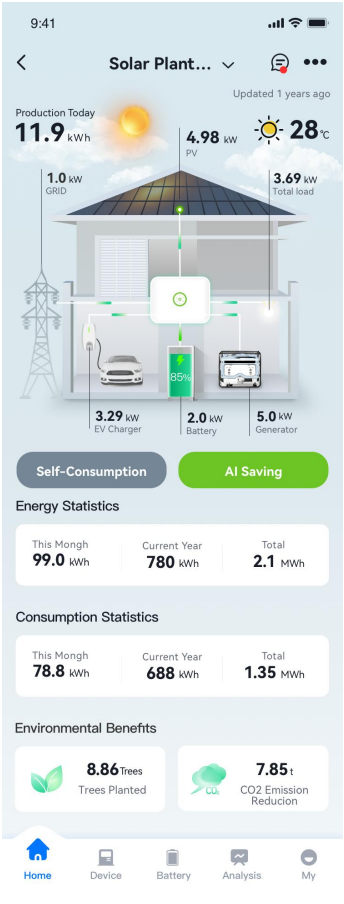 9:41
Solar Plant...
Updated 1 years ago
Production Today
11.9 kWh
4.98 kW
PV
28 °C
1.0 kW
GRID
3.69 kW
Total load
85%
3.29 kW
EV Charger
2.0 kW
Battery
5.0 kW
Generator
Self-Consumption
AI Saving
Energy Statistics
This Mongh
99.0 kWh
Current Year
780 kWh
Total
2.1 MWh
Consumption Statistics
This Mongh
78.8 kWh
Current Year
688 kWh
Total
1.35 MWh
Environmental Benefits
8.86 Trees
Trees Planted
CO₂
7.85 t
CO2 Emission
Reducion
Home
Device
Battery
Analysis
My